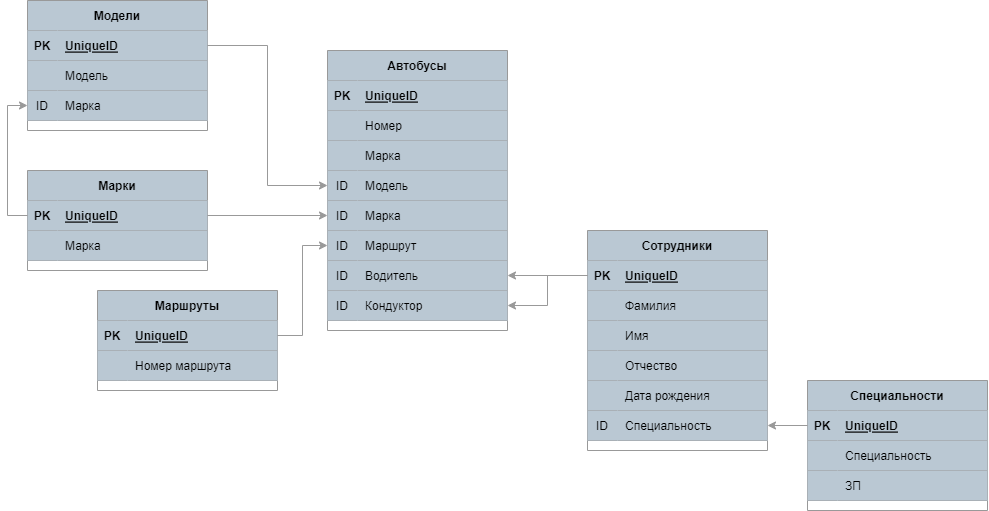 Модели
PK UniqueID
Модель
ID Марка
Марки
PK UniqueID
Марка
Маршруты
PK UniqueID
Номер маршрута
Автобусы
PK UniqueID
Номер
Марка
ID Модель
ID Марка
ID Маршрут
ID Водитель
ID Кондуктор
Сотрудники
PK UniqueID
Фамилия
Имя
Отчество
Дата рождения
ID Специальность
Специальности
PK UniqueID
Специальность
ЗП